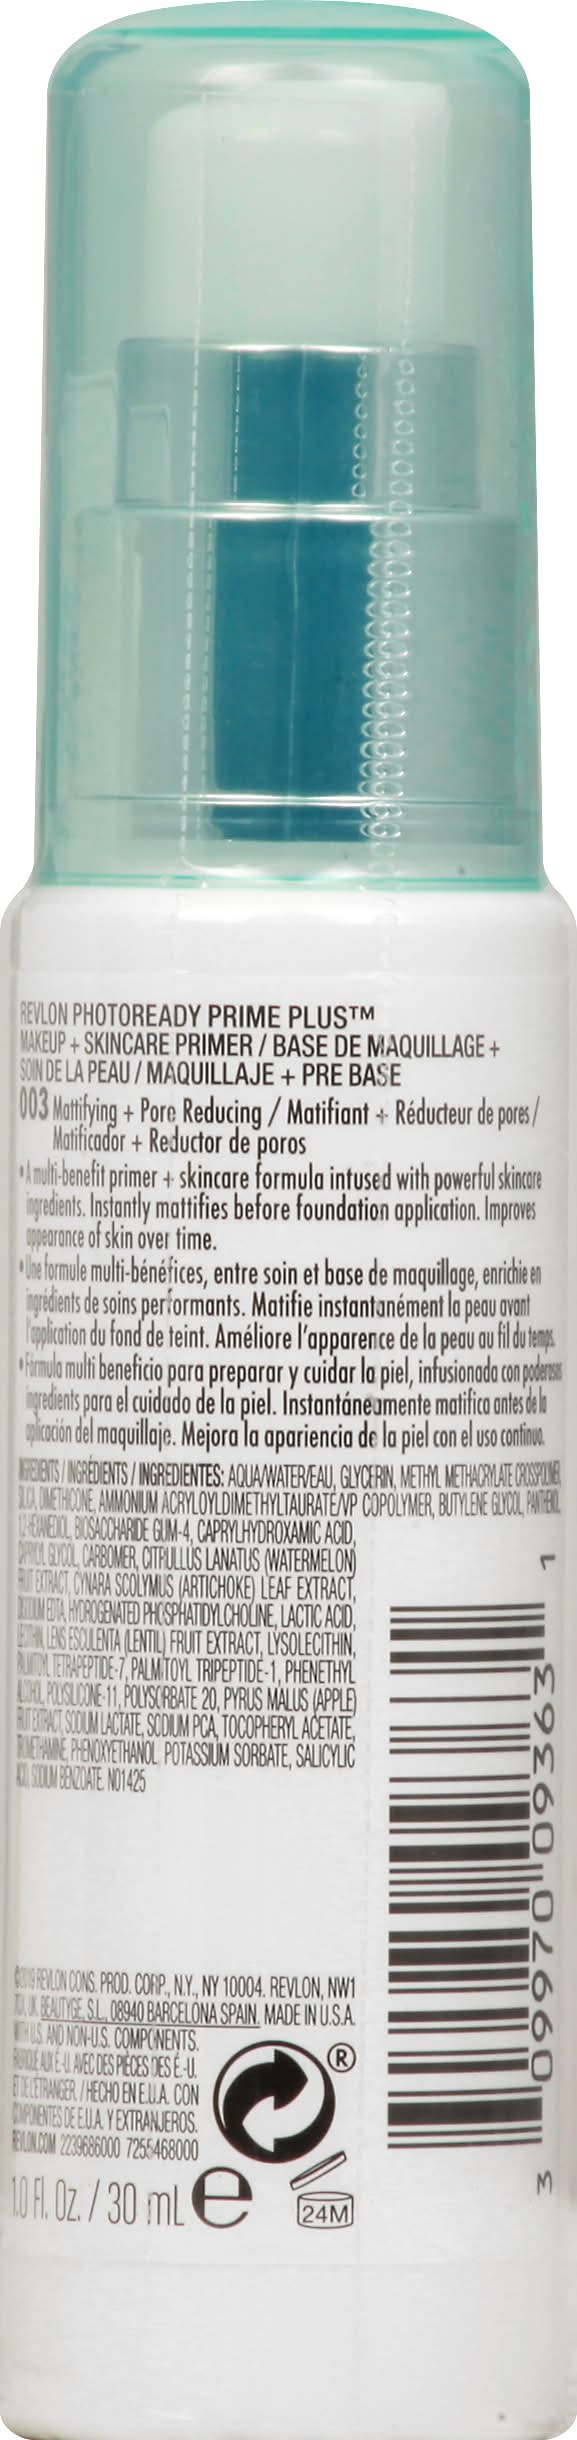 REVLON PHOTOREADY PRIME PLUS™
MAKEUP + SKINCARE PRIMER / BASE DE MAQUILLAGE +
SOIN DE LA PEAU / MAQUILLAJE + PRE BASE
003 Mattifying + Pore Reducing / Matifiant + Réducteur de pores /
Matificador + Reductor de poros
• A multi-benefit primer + skincare formula infused with powerful skincare
ingredients. Instantly mattifies before foundation application. Improves
appearance of skin over time.
• Une formule multi-bénéfices, entre soin et base de maquillage, enrichie en
ingrédients de soins performants. Matifie instantanément la peau avant
l'application du fond de teint. Améliore l'apparence de la peau au fil du temps.
• Fórmula multi beneficio para preparar y cuidar la piel, infusionada con poderosos
ingredients para el cuidado de la piel. Instantáneamente matifica antes de la
aplicación del maquillaje. Mejora la apariencia de la piel con el uso continuo.
INGREDIENTS / INGRÉDIENTS / INGREDIENTES: AQUA/WATER/EAU, GLYCERIN, METHYL METHACRYLATE CROSSPOLYMER,
SILICA, DIMETHICONE, AMMONIUM ACRYLOYLDIMETHYLTAURATE/VP COPOLYMER, BUTYLENE GLYCOL, PANTHENOL,
1,2-HEXANEDIOL, BIOSACCHARIDE GUM-4, CAPRYLHYDROXAMIC ACID,
CAPRYLYL GLYCOL, CARBOMER, CITRULLUS LANATUS (WATERMELON)
FRUIT EXTRACT, CYNARA SCOLYMUS (ARTICHOKE) LEAF EXTRACT,
DISODIUM EDTA, HYDROGENATED PHOSPHATIDYLCHOLINE, LACTIC ACID,
LECITHIN, LENS ESCULENTA (LENTIL) FRUIT EXTRACT, LYSOLECITHIN,
PALMITOYL TETRAPEPTIDE-7, PALMITOYL TRIPEPTIDE-1, PHENETHYL
ALCOHOL, POLYSILICONE-11, POLYSORBATE 20, PYRUS MALUS (APPLE)
FRUIT EXTRACT, SODIUM LACTATE, SODIUM PCA, TOCOPHERYL ACETATE,
TROMETHAMINE, PHENOXYETHANOL, POTASSIUM SORBATE, SALICYLIC
ACID, SODIUM BENZOATE. N01425
3 09970 09363 1
©2019 REVLON CONS. PROD. CORP., N.Y., NY 10004. REVLON, NW1
7QX, UK. BEAUTYGE, S.L., 08940 BARCELONA SPAIN. MADE IN U.S.A.
WITH U.S. AND NON-U.S. COMPONENTS.
FABRIQUÉ AUX É.-U. AVEC DES PIÈCES DES É.-U.
ET DE L'ÉTRANGER. / HECHO EN E.U.A. CON
COMPONENTES DE E.U.A. Y EXTRANJEROS.
REVLON.COM 2239686000 7255468000
®
1.0 Fl. Oz. / 30 mL ℮
24M